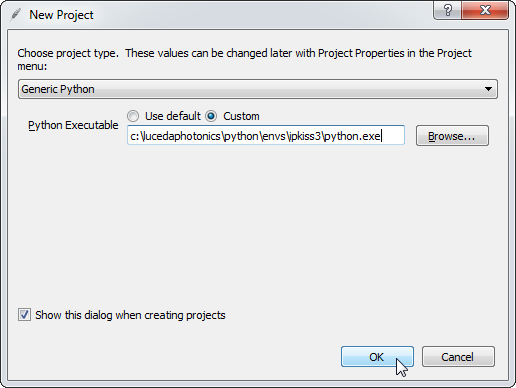 New Project
Choose project type.  These values can be changed later with Project Properties in the Project
menu:
Generic Python
Use default Custom
Python Executable
c:\lucedaphotonics\python\envs\ipkiss3\python.exe Browse...
Show this dialog when creating projects
OK Cancel